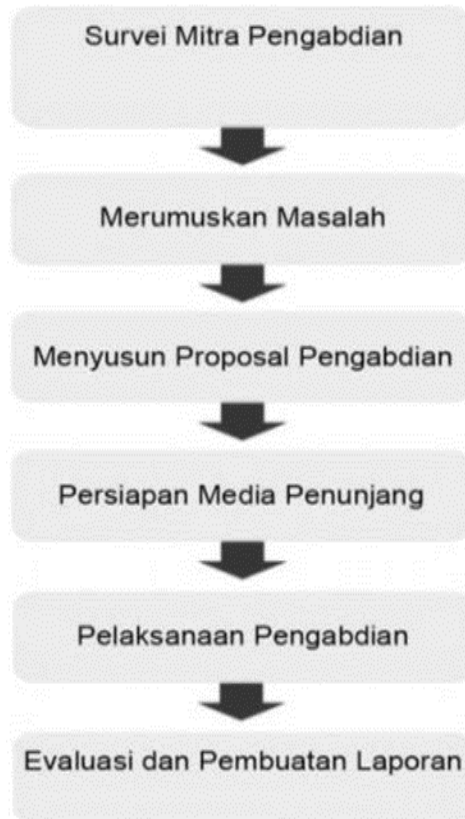 Survei Mitra Pengabdian
Merumuskan Masalah
Menyusun Proposal Pengabdian
Persiapan Media Penunjang
Pelaksanaan Pengabdian
Evaluasi dan Pembuatan Laporan